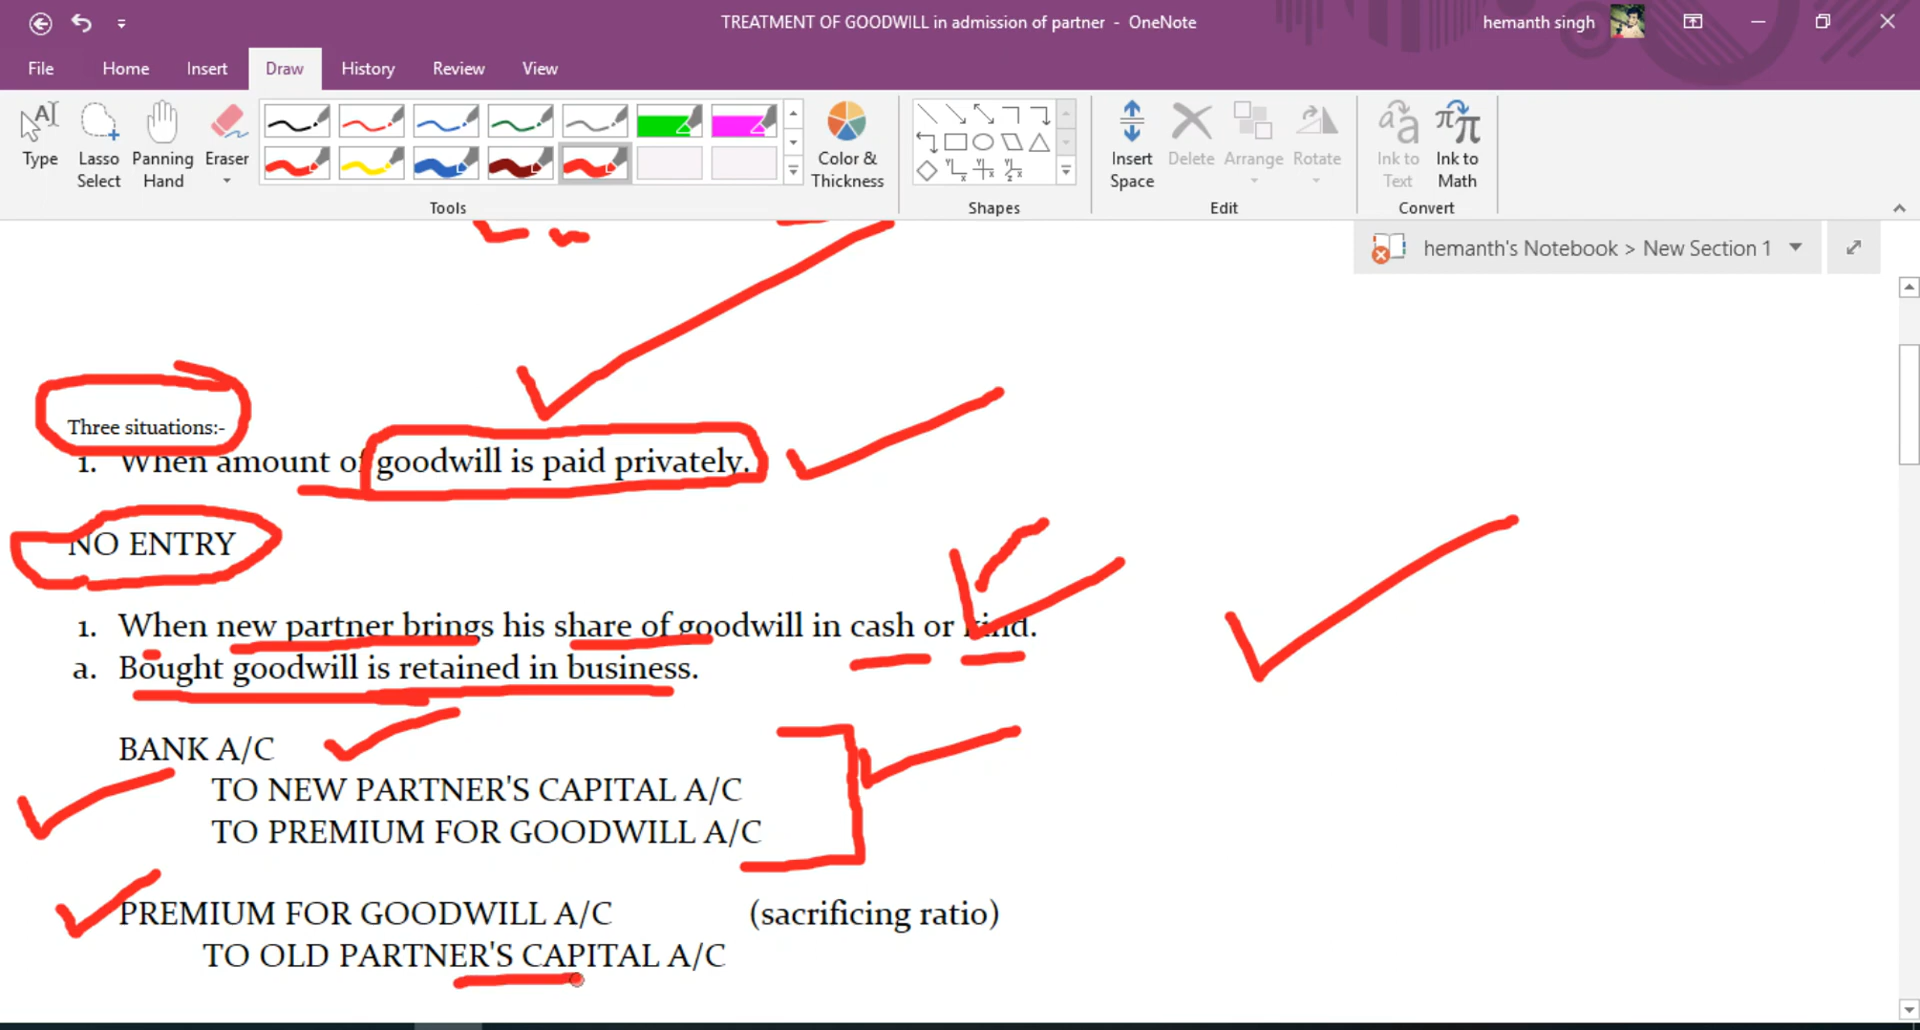 TREATMENT OF GOODWILL in admission of partner - OneNote
hemanth singh
File Home Insert Draw History Review View
Type
Lasso Select
Panning Hand
Eraser
Color & Thickness
Insert Space
Delete
Arrange
Rotate
Ink to Text
Ink to Math
Tools
Shapes
Edit
Convert
hemanth's Notebook > New Section 1
Three situations:-
1. When amount of goodwill is paid privately.
NO ENTRY
1. When new partner brings his share of goodwill in cash or kind.
a. Bought goodwill is retained in business.
BANK A/C
TO NEW PARTNER'S CAPITAL A/C
TO PREMIUM FOR GOODWILL A/C
PREMIUM FOR GOODWILL A/C (sacrificing ratio)
TO OLD PARTNER'S CAPITAL A/C